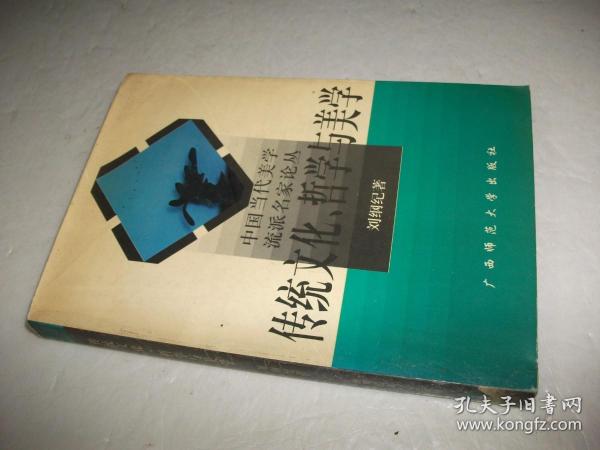 中国当代美学
流派名家论丛
传统文化、哲学与美学
刘纲纪著
广西师范大学出版社
孔夫子旧书网
www.kongfz.com